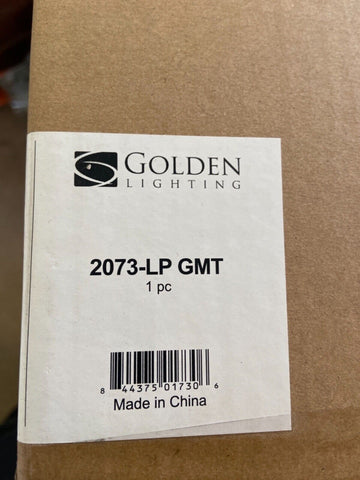 GOLDEN
LIGHTING
2073-LP GMT
1 pc
8 44375 01730 6
Made in China